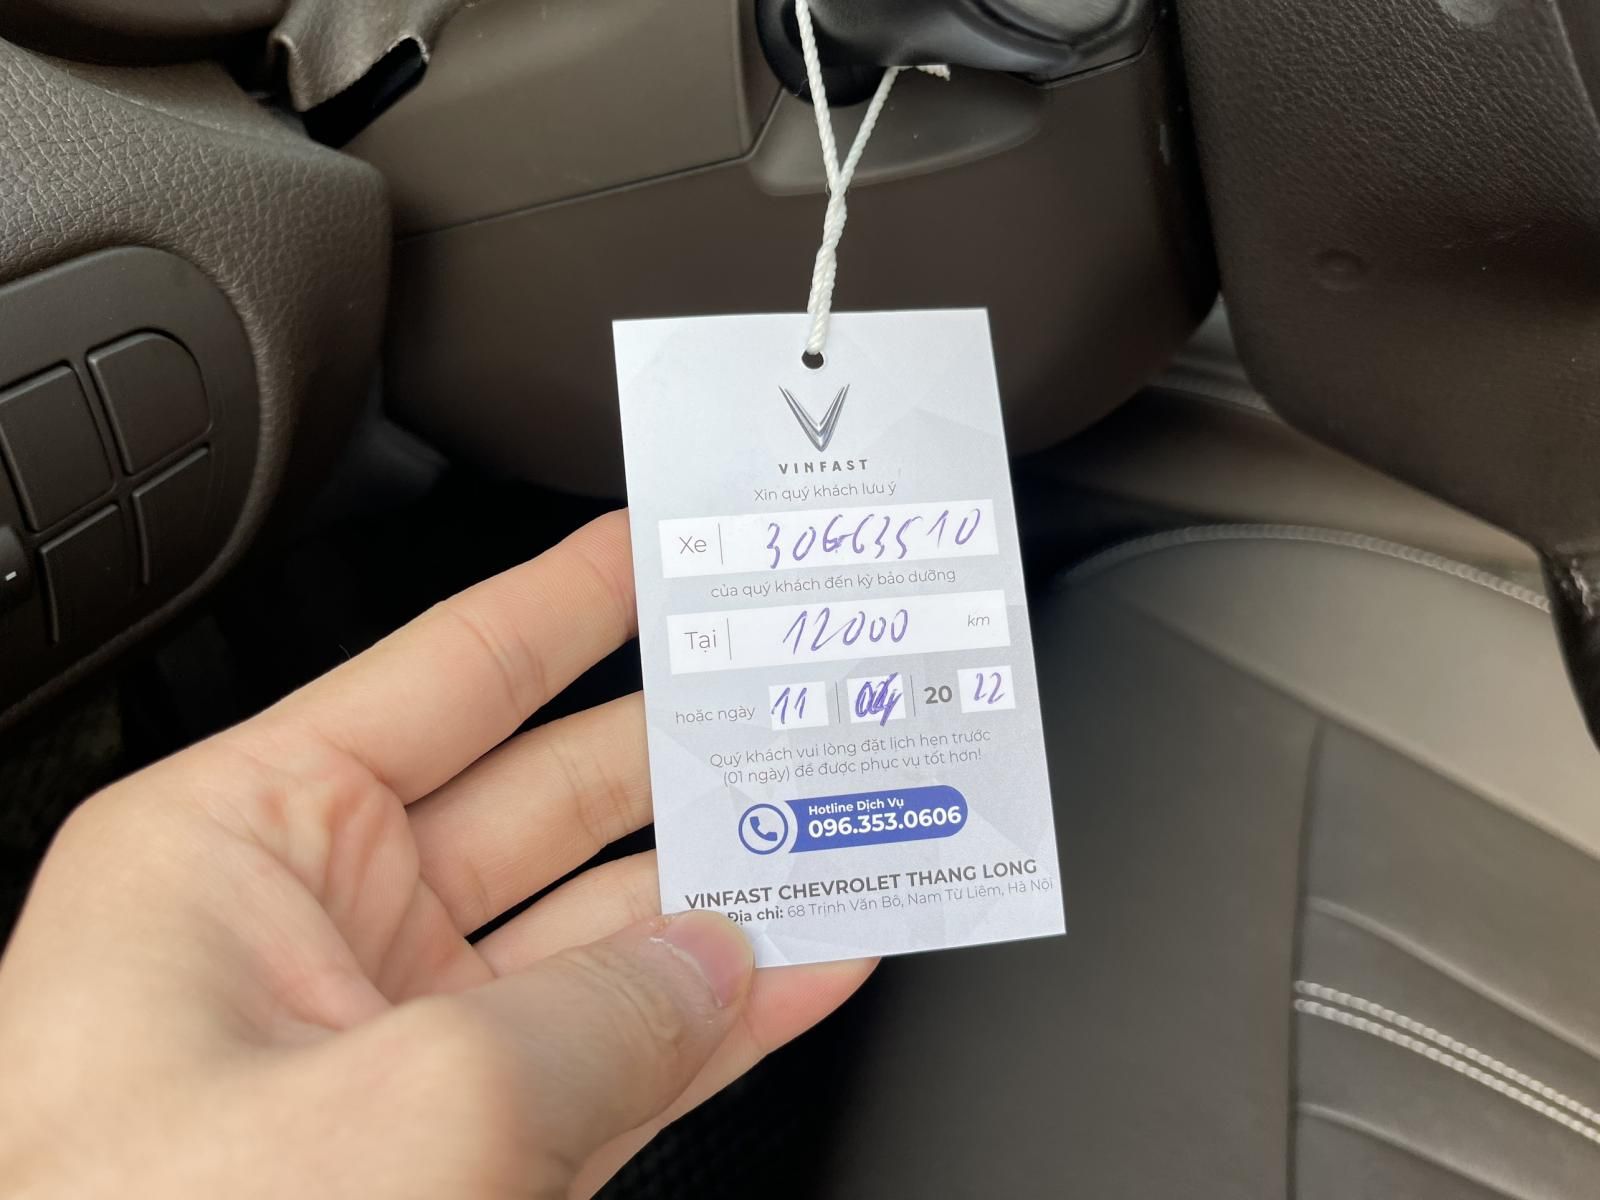 VINFAST
Xin quý khách lưu ý
Xe 30G63510
của quý khách đến kỳ bảo dưỡng
Tại 12000 km
hoặc ngày 11 20 22
Quý khách vui lòng đặt lịch hẹn trước
(01 ngày) để được phục vụ tốt hơn!
Hotline Dịch Vụ
096.353.0606
VINFAST CHEVROLET THANG LONG
Địa chỉ: 68 Trịnh Văn Bô, Nam Từ Liêm, Hà Nội